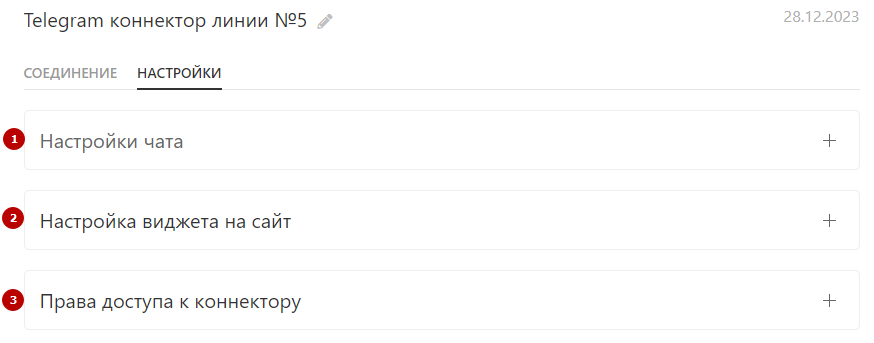 Telegram коннектор линии №5
28.12.2023
СОЕДИНЕНИЕ НАСТРОЙКИ
1 Настройки чата
2 Настройка виджета на сайт
3 Права доступа к коннектору